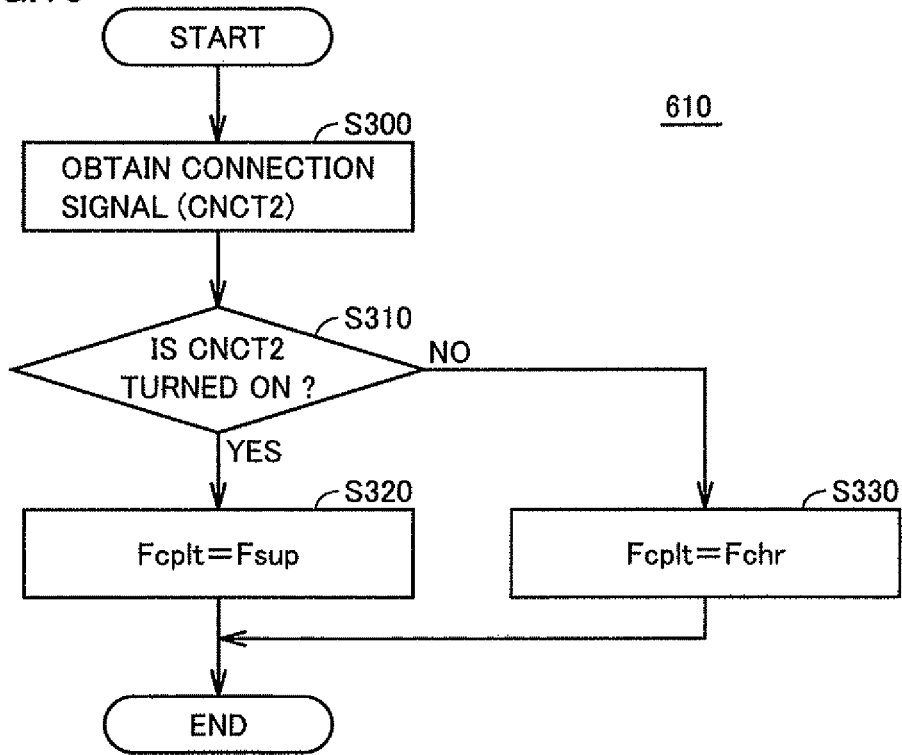 START
610
S300
OBTAIN CONNECTION
SIGNAL (CNCT2)
S310
IS CNCT2
TURNED ON ?
NO
YES
S320
Fcplt=Fsup
S330
Fcplt=Fchr
END